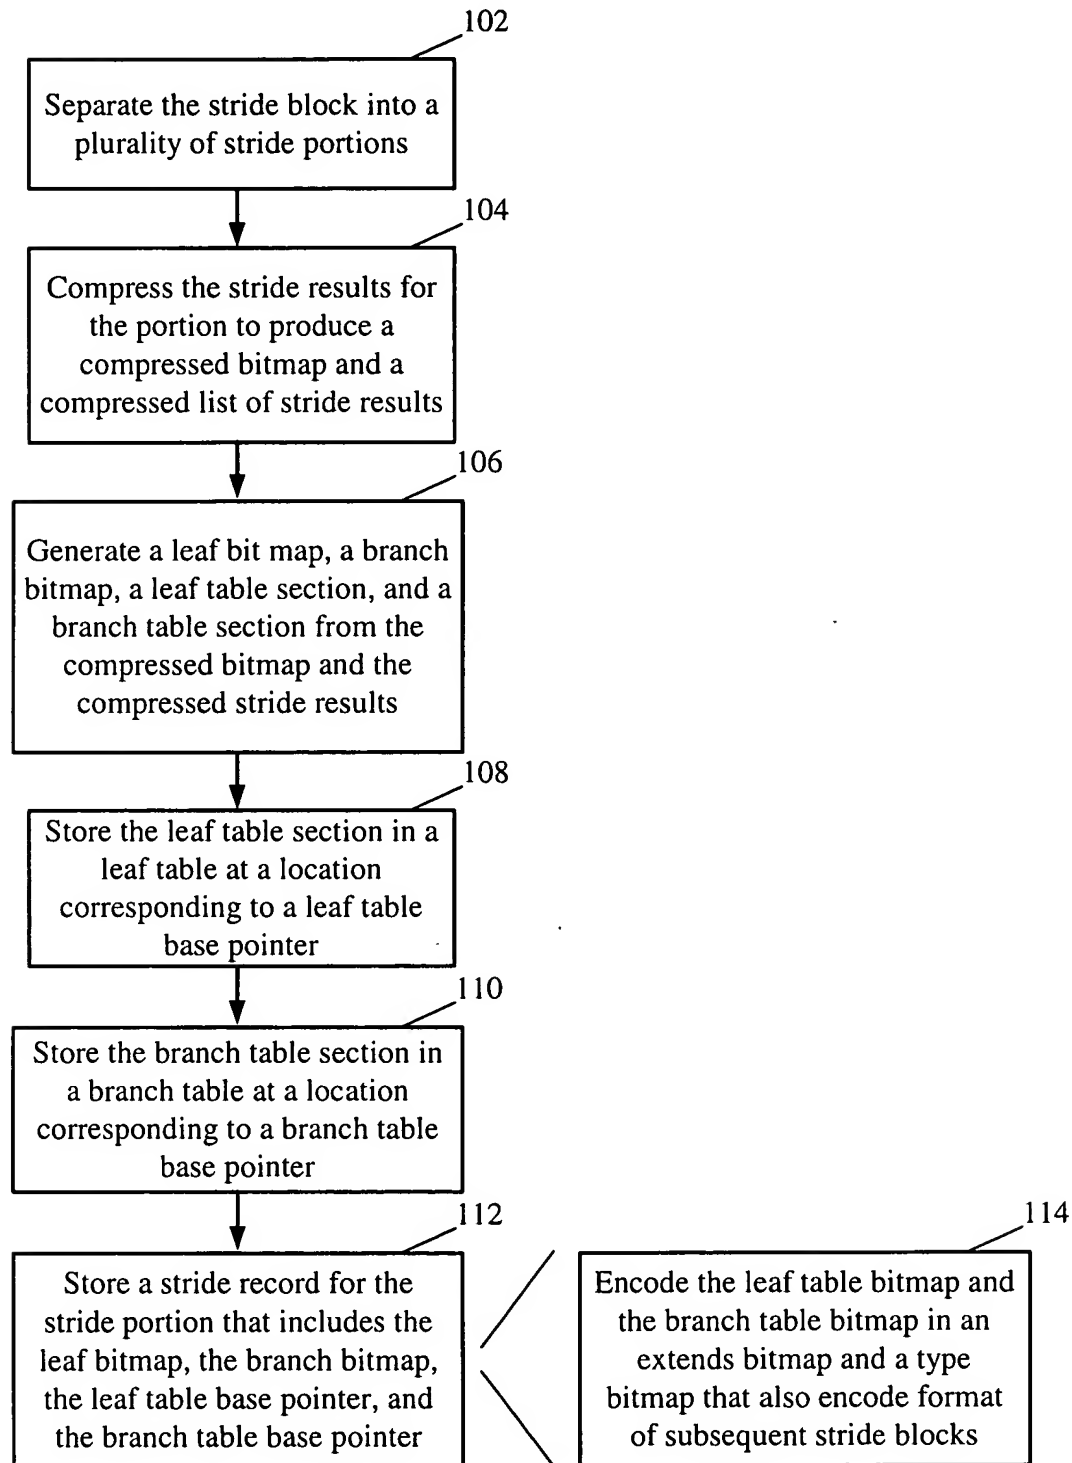 102
Separate the stride block into a
plurality of stride portions
104
Compress the stride results for
the portion to produce a
compressed bitmap and a
compressed list of stride results
106
Generate a leaf bit map, a branch
bitmap, a leaf table section, and a
branch table section from the
compressed bitmap and the
compressed stride results
108
Store the leaf table section in a
leaf table at a location
corresponding to a leaf table
base pointer
110
Store the branch table section in
a branch table at a location
corresponding to a branch table
base pointer
112
Store a stride record for the
stride portion that includes the
leaf bitmap, the branch bitmap,
the leaf table base pointer, and
the branch table base pointer
114
Encode the leaf table bitmap and
the branch table bitmap in an
extends bitmap and a type
bitmap that also encode format
of subsequent stride blocks